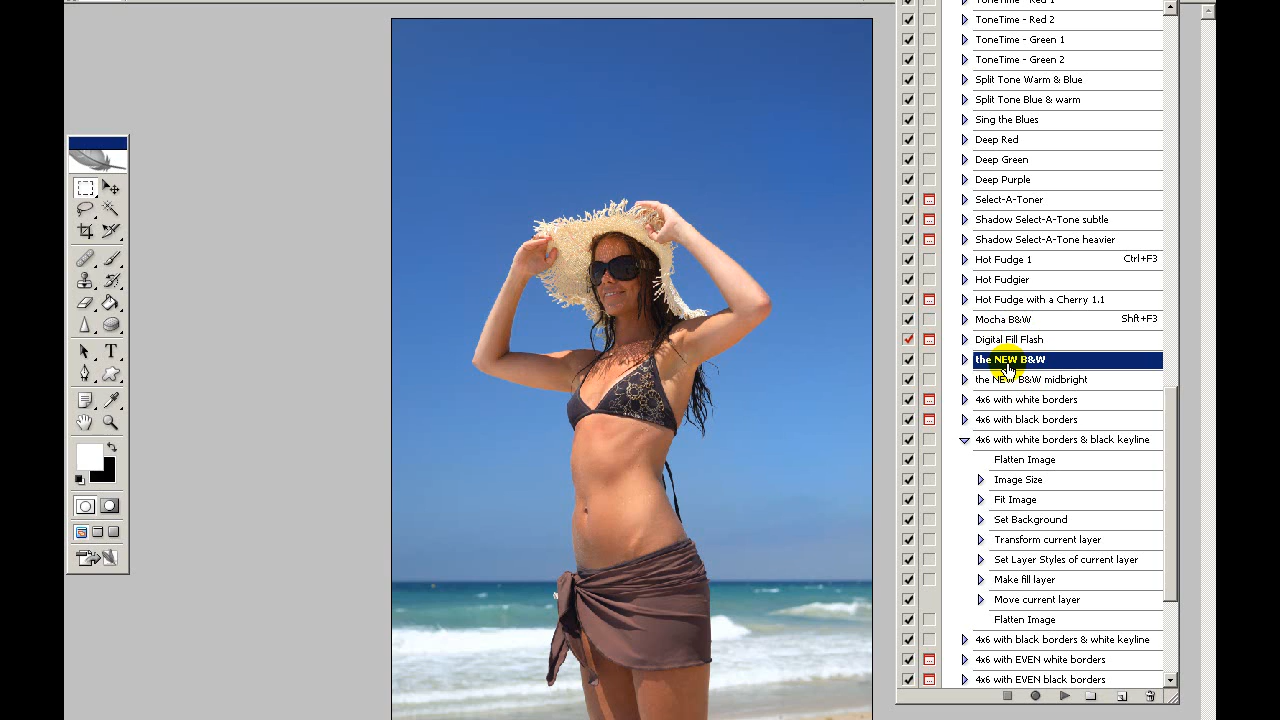 ToneTime - Red 1
ToneTime - Red 2
ToneTime - Green 1
ToneTime - Green 2
Split Tone Warm & Blue
Split Tone Blue & warm
Sing the Blues
Deep Red
Deep Green
Deep Purple
Select-A-Toner
Shadow Select-A-Tone subtle
Shadow Select-A-Tone heavier
Hot Fudge 1 Ctrl+F3
Hot Fudgier
Hot Fudge with a Cherry 1.1
Mocha B&W Shft+F3
Digital Fill Flash
the NEW B&W
the NEW B&W midbright
4x6 with white borders
4x6 with black borders
4x6 with white borders & black keyline
Flatten Image
Image Size
Fit Image
Set Background
Transform current layer
Set Layer Styles of current layer
Make fill layer
Move current layer
Flatten Image
4x6 with black borders & white keyline
4x6 with EVEN white borders
4x6 with EVEN black borders
T